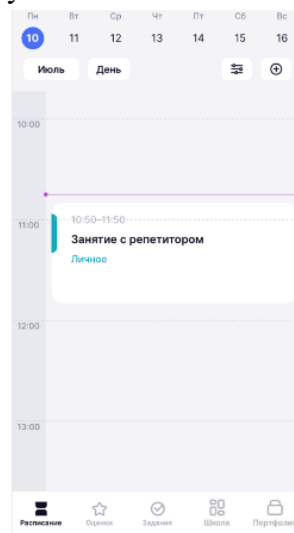 Пн Вт Ср Чт Пт Сб Вс
10 11 12 13 14 15 16
Июль День
10:00
11:00
10:50–11:50
Занятие с репетитором
Личное
12:00
13:00
Расписание Оценки Задания Школа Портфолио